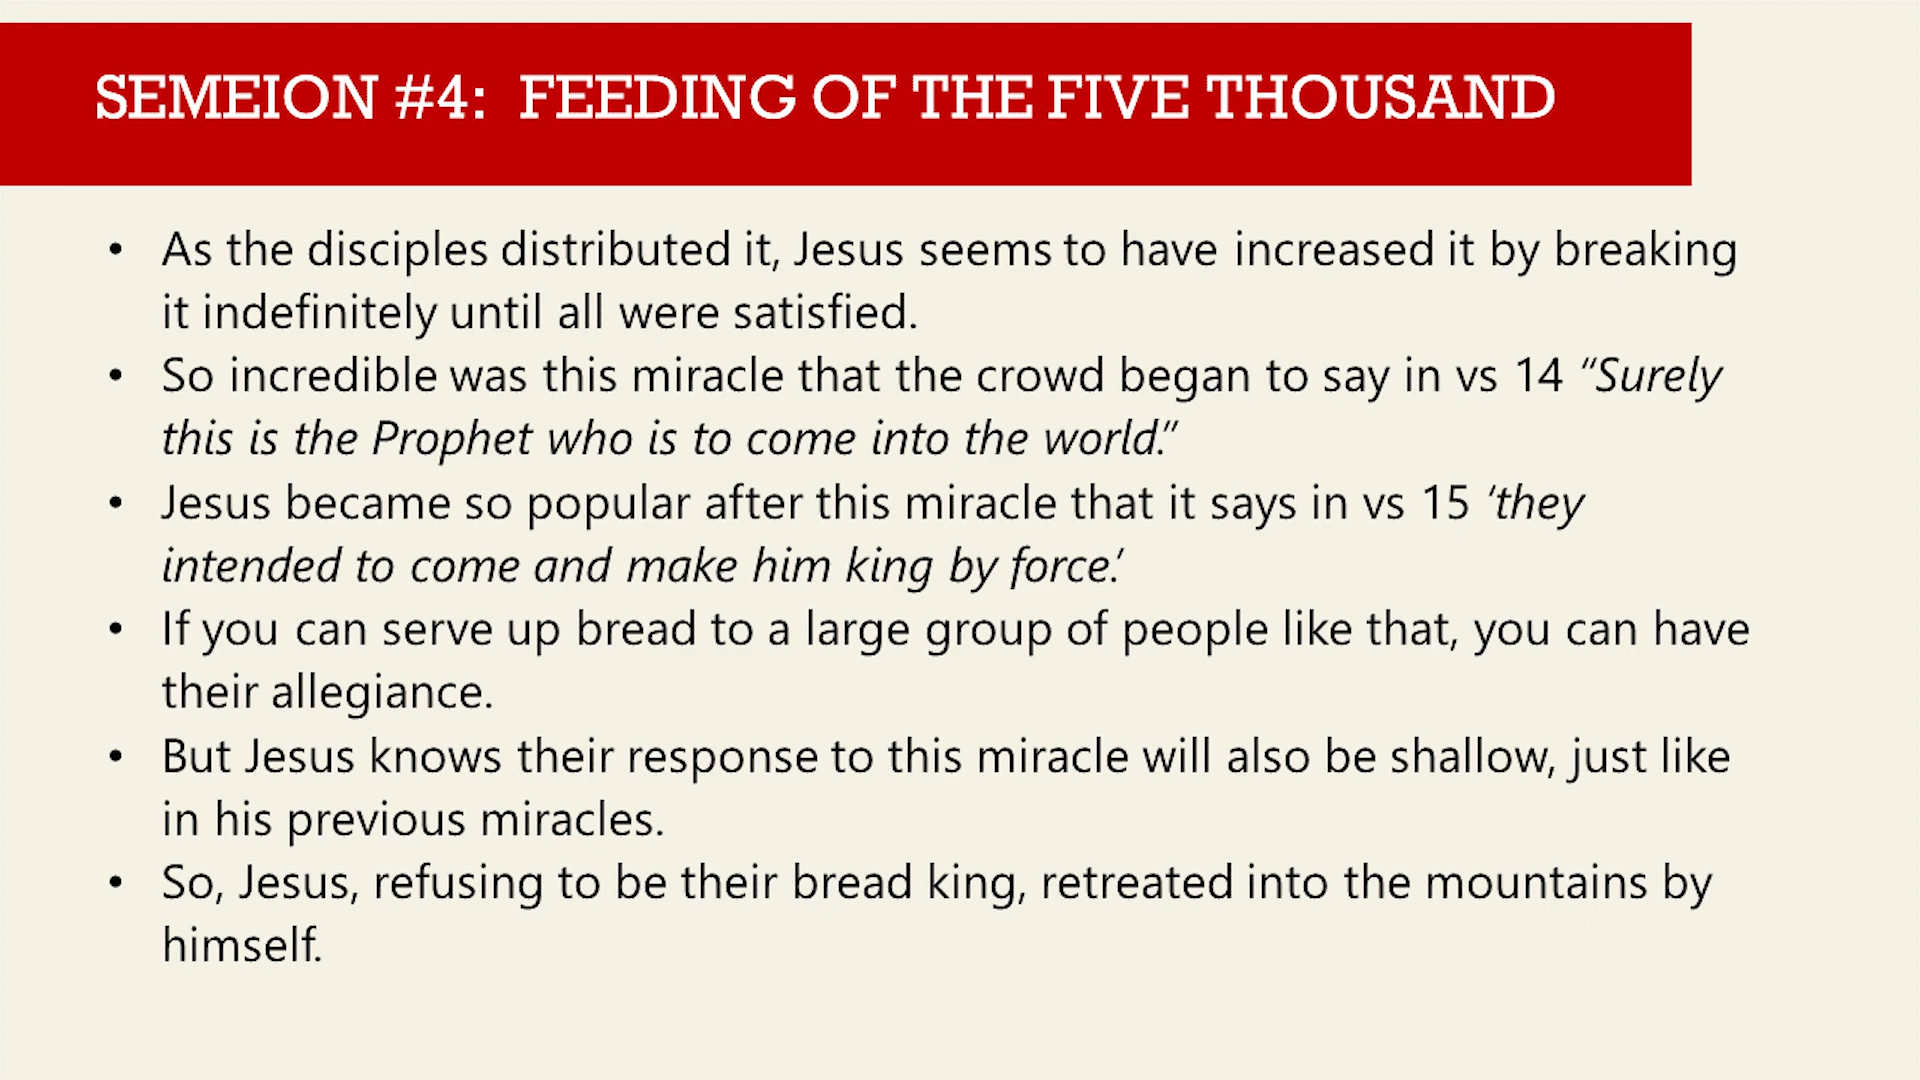 SEMEION #4: FEEDING OF THE FIVE THOUSAND
• As the disciples distributed it, Jesus seems to have increased it by breaking
it indefinitely until all were satisfied.
• So incredible was this miracle that the crowd began to say in vs 14 “Surely
this is the Prophet who is to come into the world.”
• Jesus became so popular after this miracle that it says in vs 15 ‘they
intended to come and make him king by force.’
• If you can serve up bread to a large group of people like that, you can have
their allegiance.
• But Jesus knows their response to this miracle will also be shallow, just like
in his previous miracles.
• So, Jesus, refusing to be their bread king, retreated into the mountains by
himself.